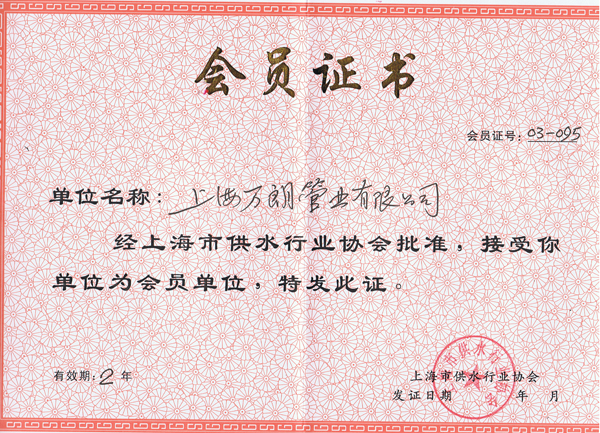 会员证书
会员证号：03-095
单位名称：上海万朗管业有限公司
经上海市供水行业协会批准，接受你
单位为会员单位，特发此证。
有效期：2 年
上海市供水行业协会
发证日期 年 月